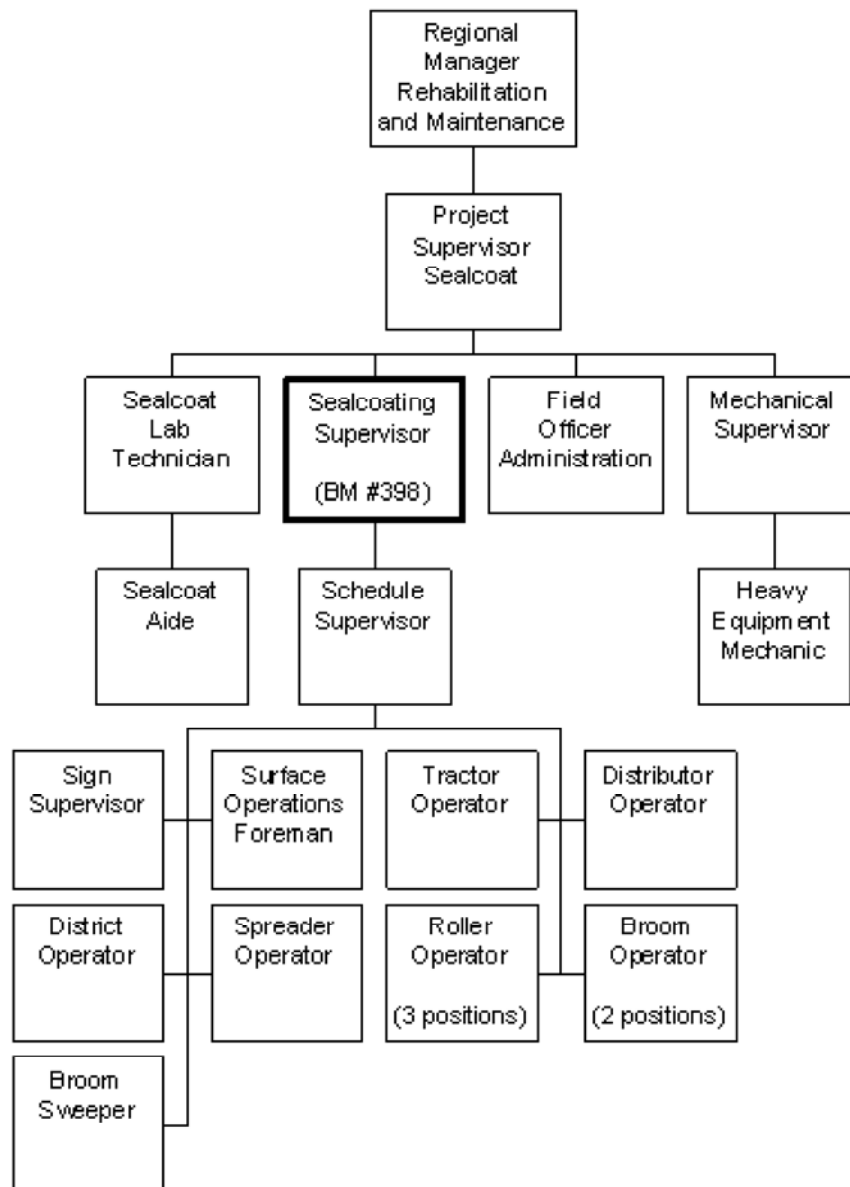 Regional
Manager
Rehabilitation
and Maintenance
Project
Supervisor
Sealcoat
Sealcoat
Lab
Technician
Sealcoating
Supervisor
(BM #398)
Field
Officer
Administration
Mechanical
Supervisor
Sealcoat
Aide
Schedule
Supervisor
Heavy
Equipment
Mechanic
Sign
Supervisor
Surface
Operations
Foreman
Tractor
Operator
Distributor
Operator
District
Operator
Spreader
Operator
Roller
Operator
(3 positions)
Broom
Operator
(2 positions)
Broom
Sweeper